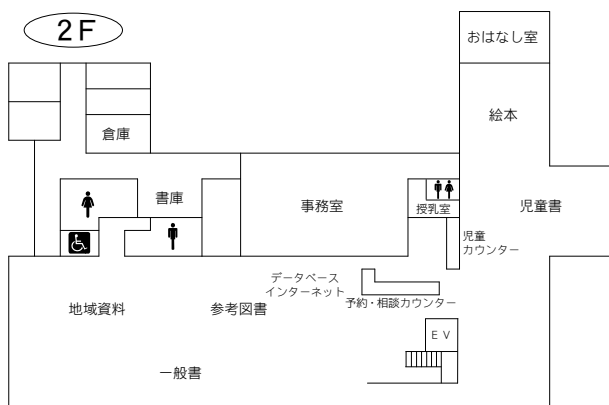 2F
おはなし室
絵本
倉庫
書庫
事務室
授乳室
児童書
児童
カウンター
データベース
インターネット
予約・相談カウンター
地域資料
参考図書
EV
一般書